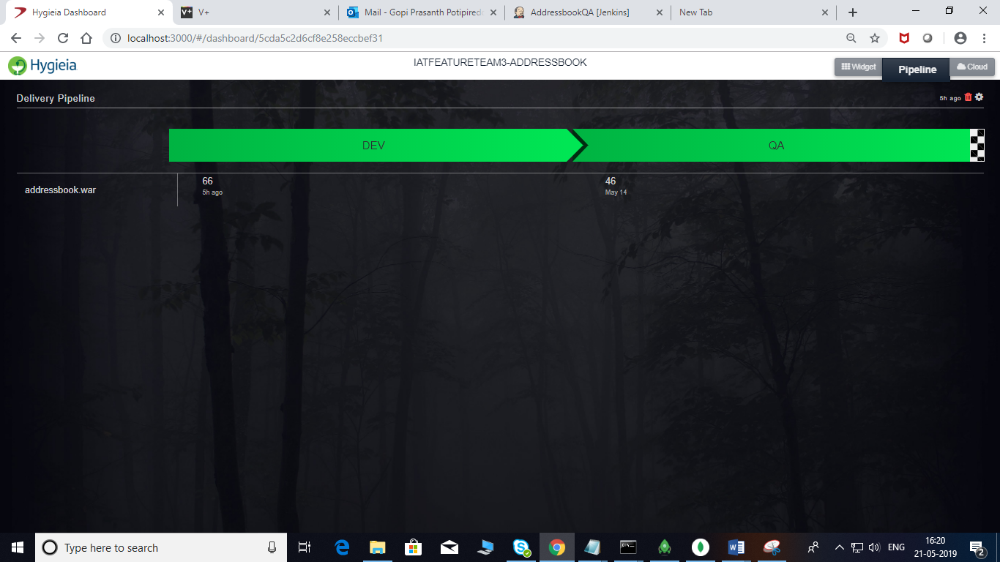 Hygieia Dashboard
V+ V+
Mail - Gopi Prasanth Potipiredd
AddressbookQA [Jenkins]
New Tab
localhost:3000/#/dashboard/5cda5c2d6cf8e258eccbef31
Hygieia
IATFEATURETEAM3-ADDRESSBOOK
Widget
Pipeline
Cloud
Delivery Pipeline
5h ago
DEV
QA
addressbook.war
66
5h ago
46
May 14
Type here to search
ENG
16:20
21-05-2019
2